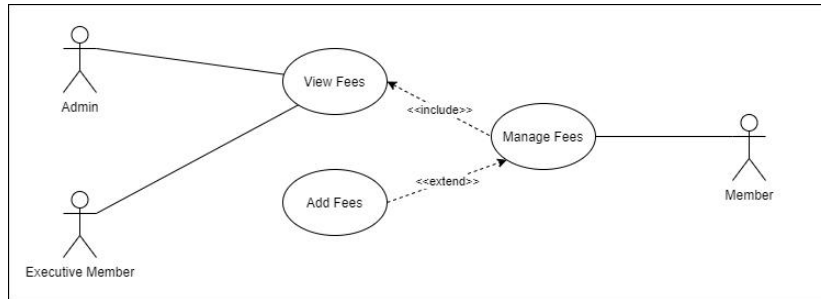 Admin
View Fees
<<include>>
Manage Fees
Member
Add Fees
<<extend>>
Executive Member